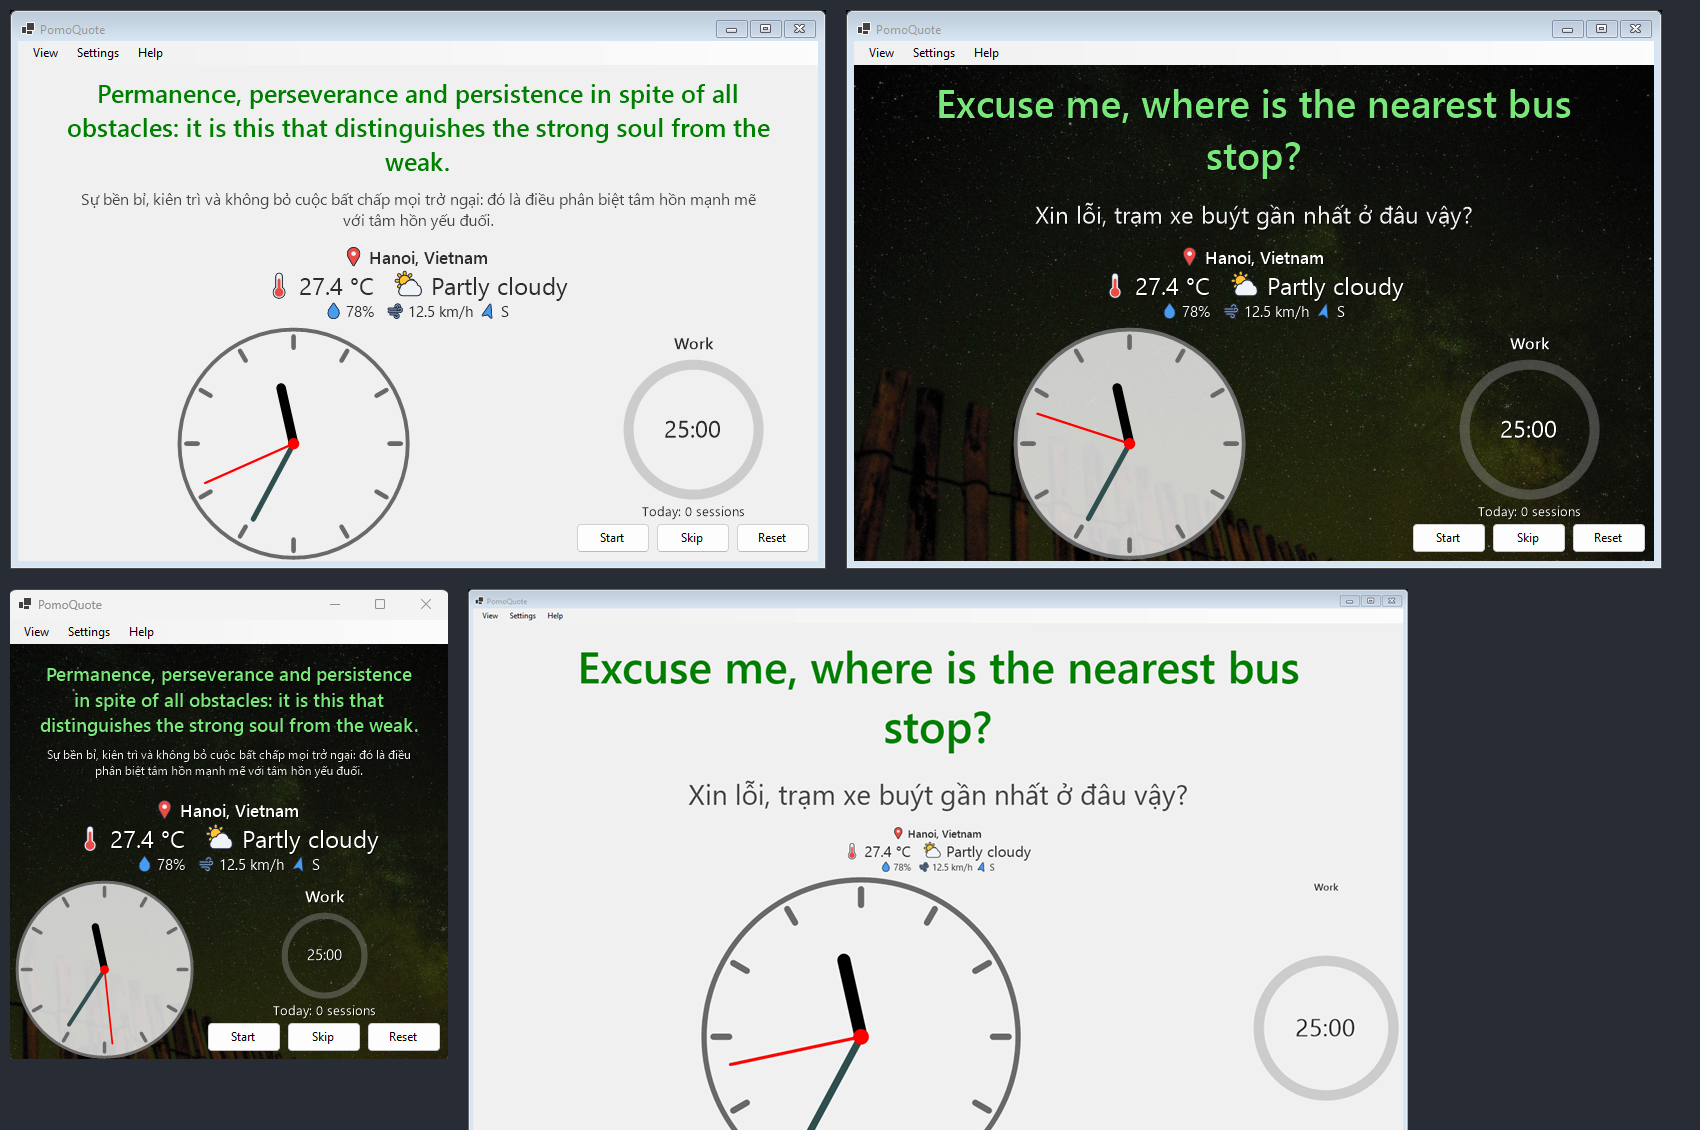 PomoQuote
View Settings Help
Permanence, perseverance and persistence in spite of all
obstacles: it is this that distinguishes the strong soul from the
weak.
Sự bền bỉ, kiên trì và không bỏ cuộc bất chấp mọi trở ngại: đó là điều phân biệt tâm hồn mạnh mẽ
với tâm hồn yếu đuối.
Hanoi, Vietnam
27.4 °C Partly cloudy
78% 12.5 km/h S
Work
25:00
Today: 0 sessions
Start Skip Reset
PomoQuote
View Settings Help
Excuse me, where is the nearest bus
stop?
Xin lỗi, trạm xe buýt gần nhất ở đâu vậy?
Hanoi, Vietnam
27.4 °C Partly cloudy
78% 12.5 km/h S
Work
25:00
Today: 0 sessions
Start Skip Reset
PomoQuote
View Settings Help
Permanence, perseverance and persistence
in spite of all obstacles: it is this that
distinguishes the strong soul from the weak.
Sự bền bỉ, kiên trì và không bỏ cuộc bất chấp mọi trở ngại: đó là điều
phân biệt tâm hồn mạnh mẽ với tâm hồn yếu đuối.
Hanoi, Vietnam
27.4 °C Partly cloudy
78% 12.5 km/h S
Work
25:00
Today: 0 sessions
Start Skip Reset
PomoQuote
View Settings Help
Excuse me, where is the nearest bus
stop?
Xin lỗi, trạm xe buýt gần nhất ở đâu vậy?
Hanoi, Vietnam
27.4 °C Partly cloudy
78% 12.5 km/h S
Work
25:00